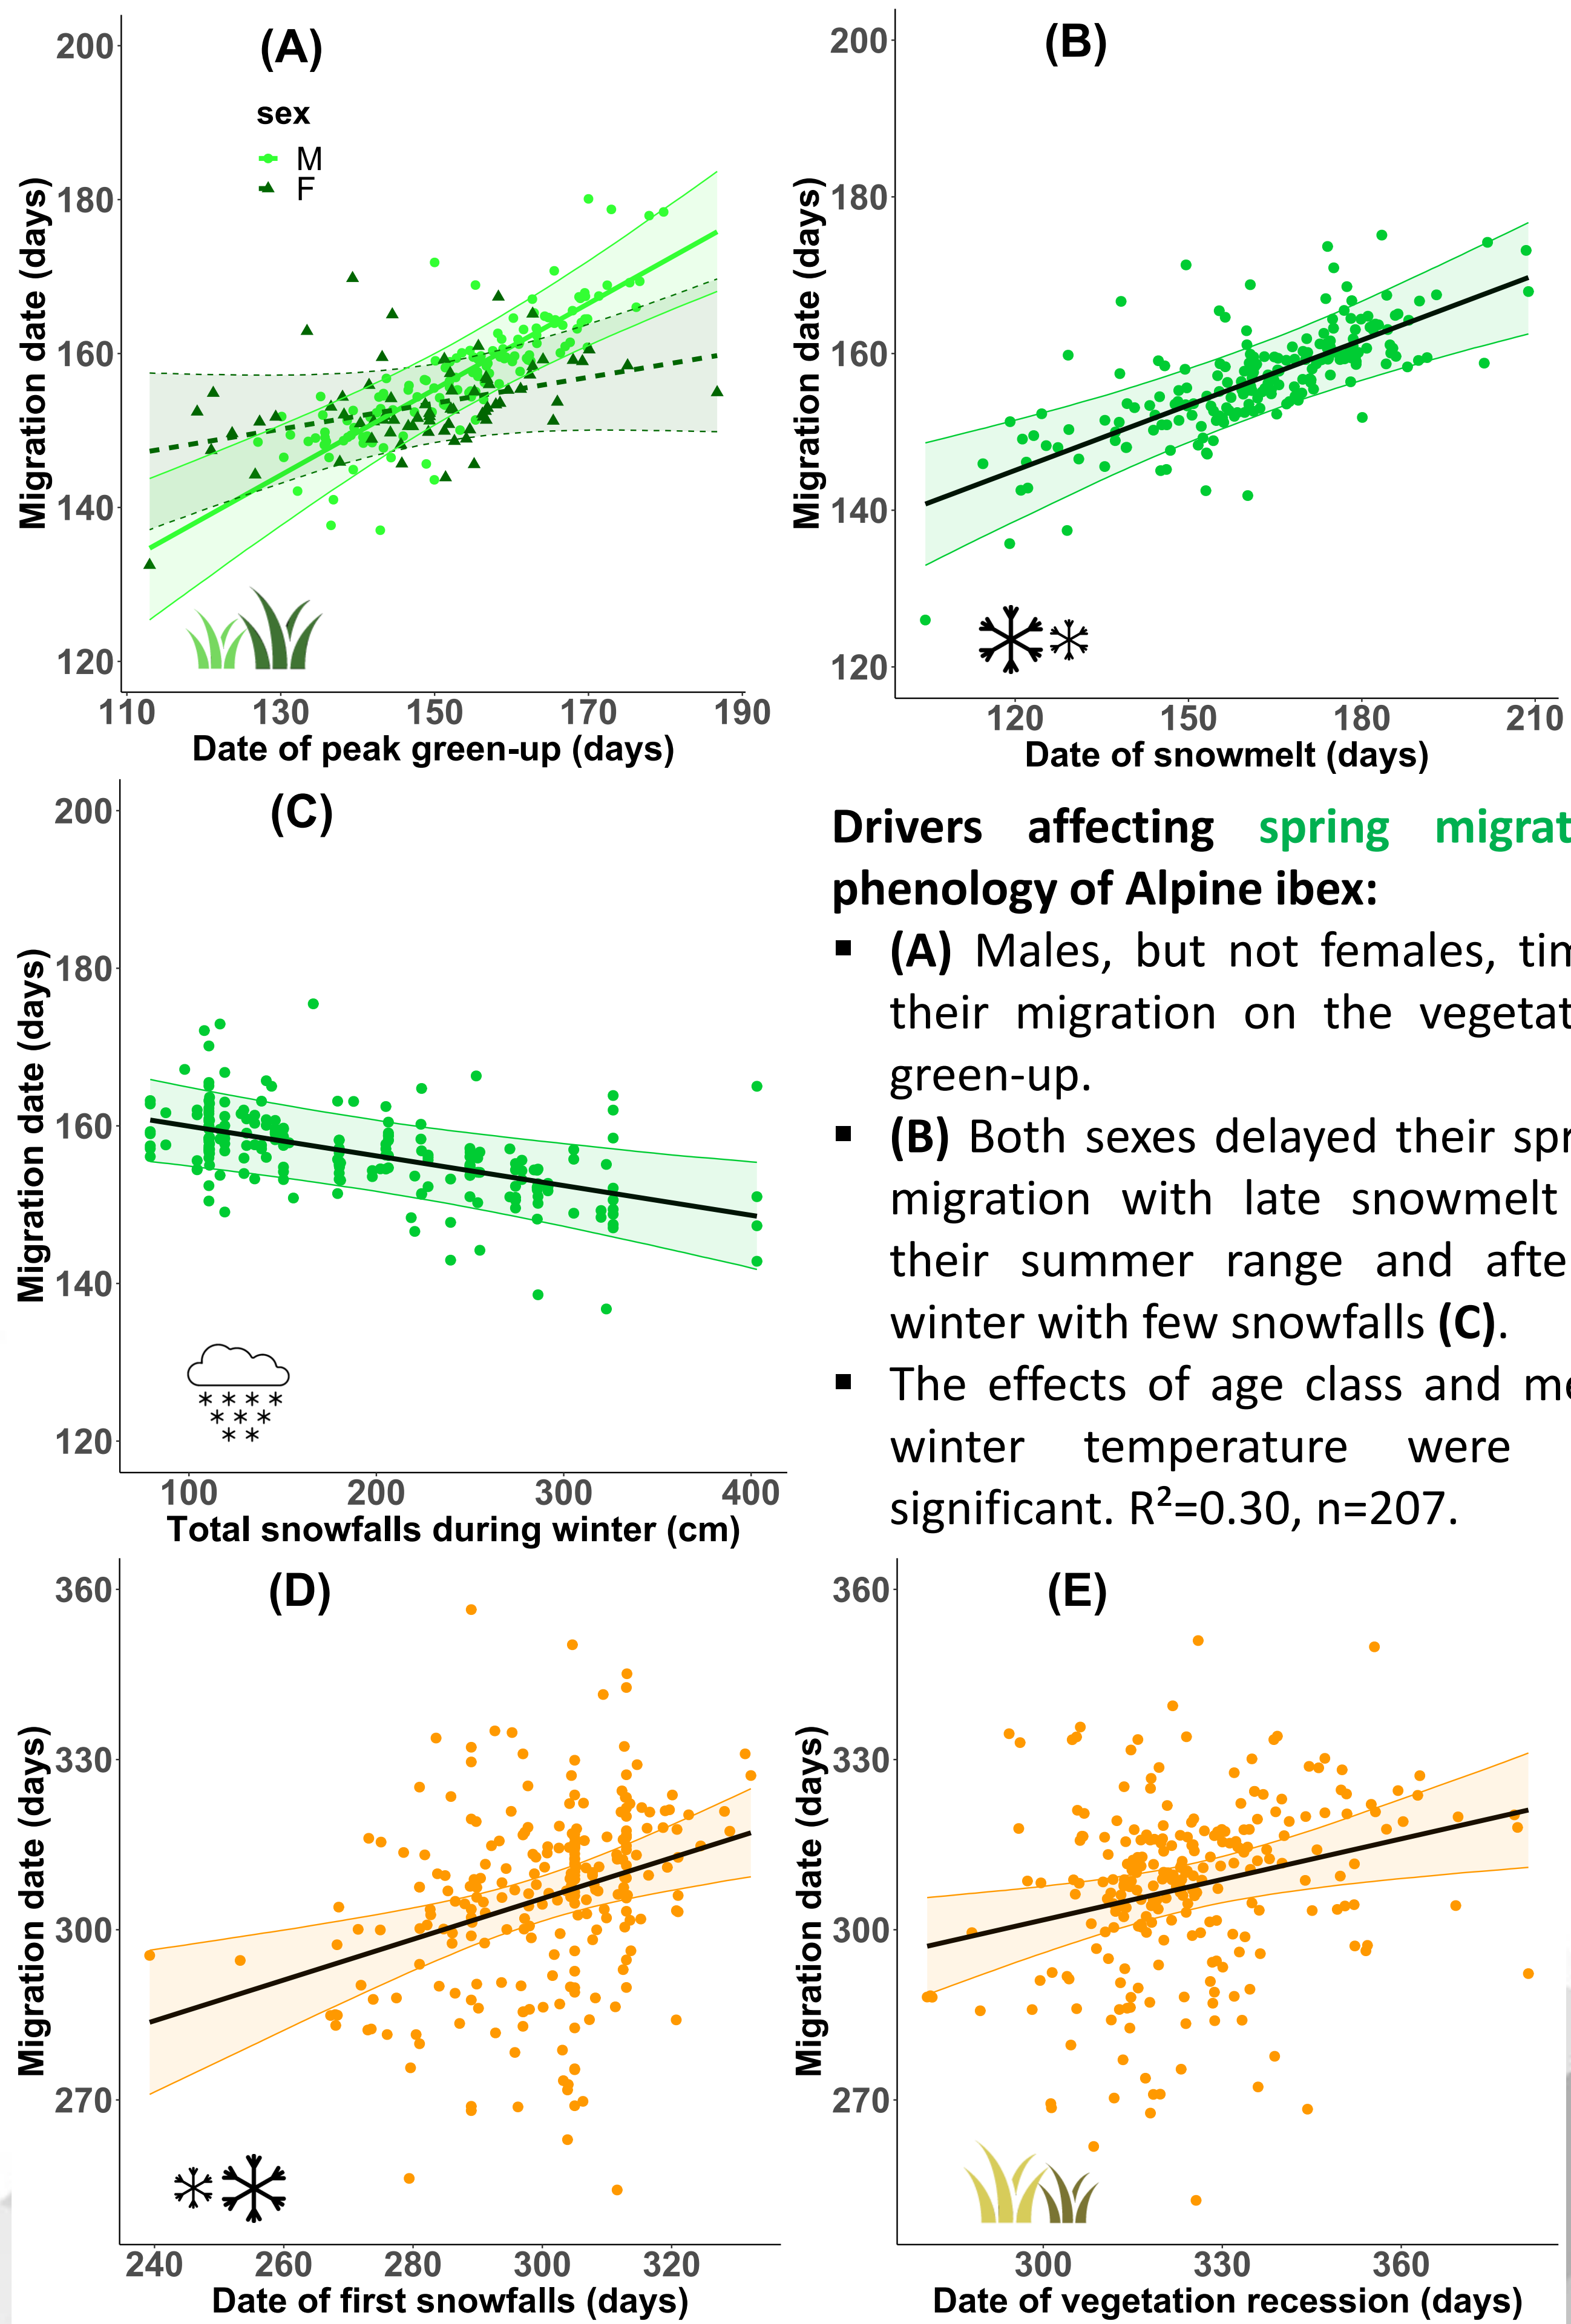 (A)
sex
M
F
200
180
160
140
120
Migration date (days)
110 130 150 170 190
Date of peak green-up (days)
(B)
200
180
160
140
120
Migration date (days)
120 150 180 210
Date of snowmelt (days)
(C)
200
180
160
140
120
Migration date (days)
100 200 300 400
Total snowfalls during winter (cm)
Drivers affecting spring
phenology of Alpine ibex:
(A) Males, but not females,
their migration on the
green-up.
(B) Both sexes delayed their
migration with late snowmelt
their summer range and
winter with few snowfalls (C).
The effects of age class and
winter temperature were
significant. R²=0.30, n=207.
(D)
360
330
300
270
Migration date (days)
240 260 280 300 320
Date of first snowfalls (days)
(E)
360
330
300
270
Migration date (days)
300 330 360
Date of vegetation recession (days)